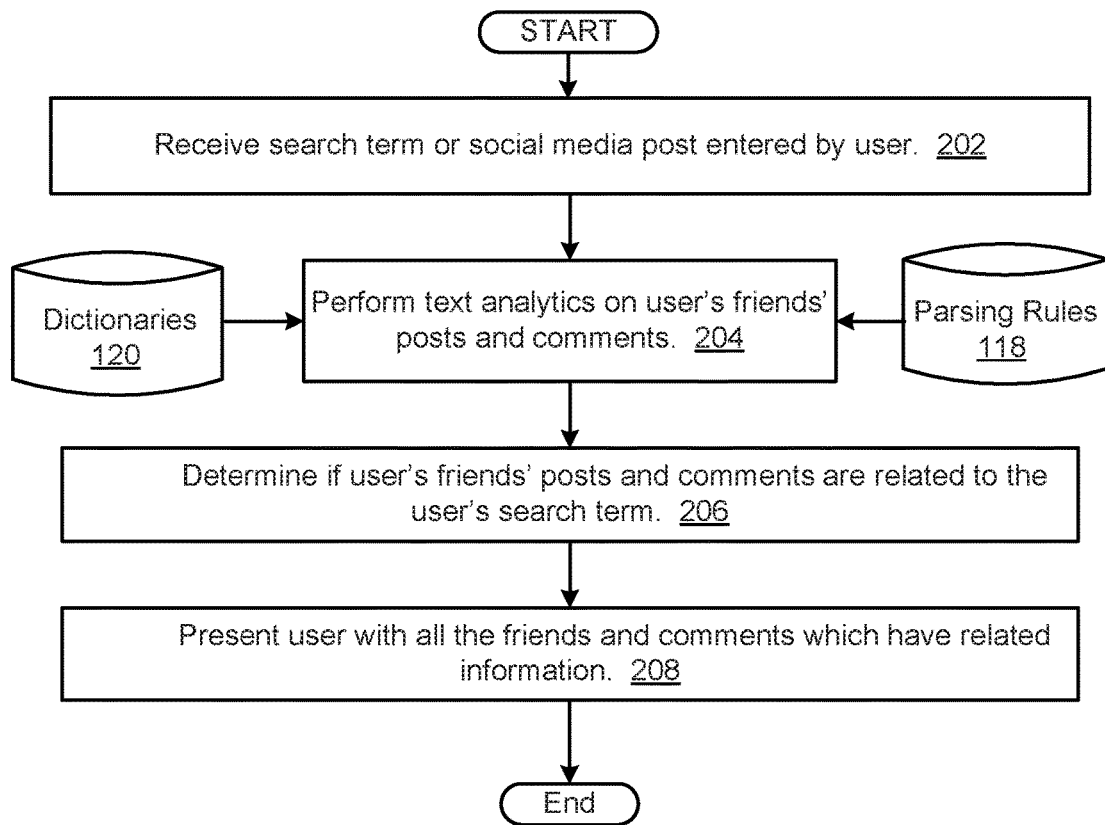 START
Receive search term or social media post entered by user. 202
Dictionaries
120
Perform text analytics on user's friends'
posts and comments. 204
Parsing Rules
118
Determine if user's friends' posts and comments are related to the
user's search term. 206
Present user with all the friends and comments which have related
information. 208
End